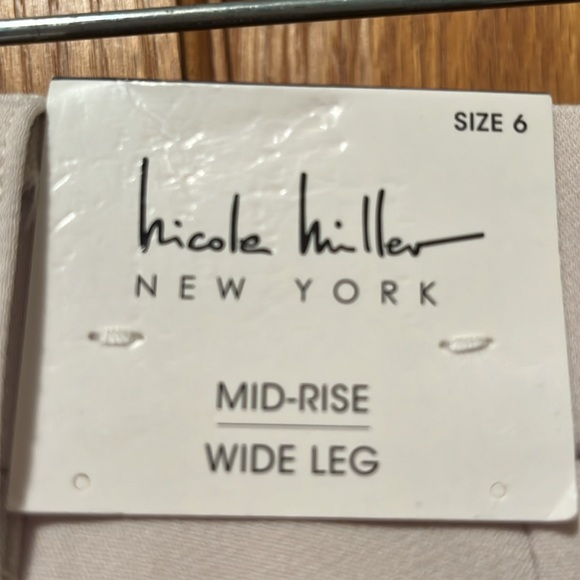 SIZE 6
nicole miller
NEW YORK
MID-RISE
WIDE LEG